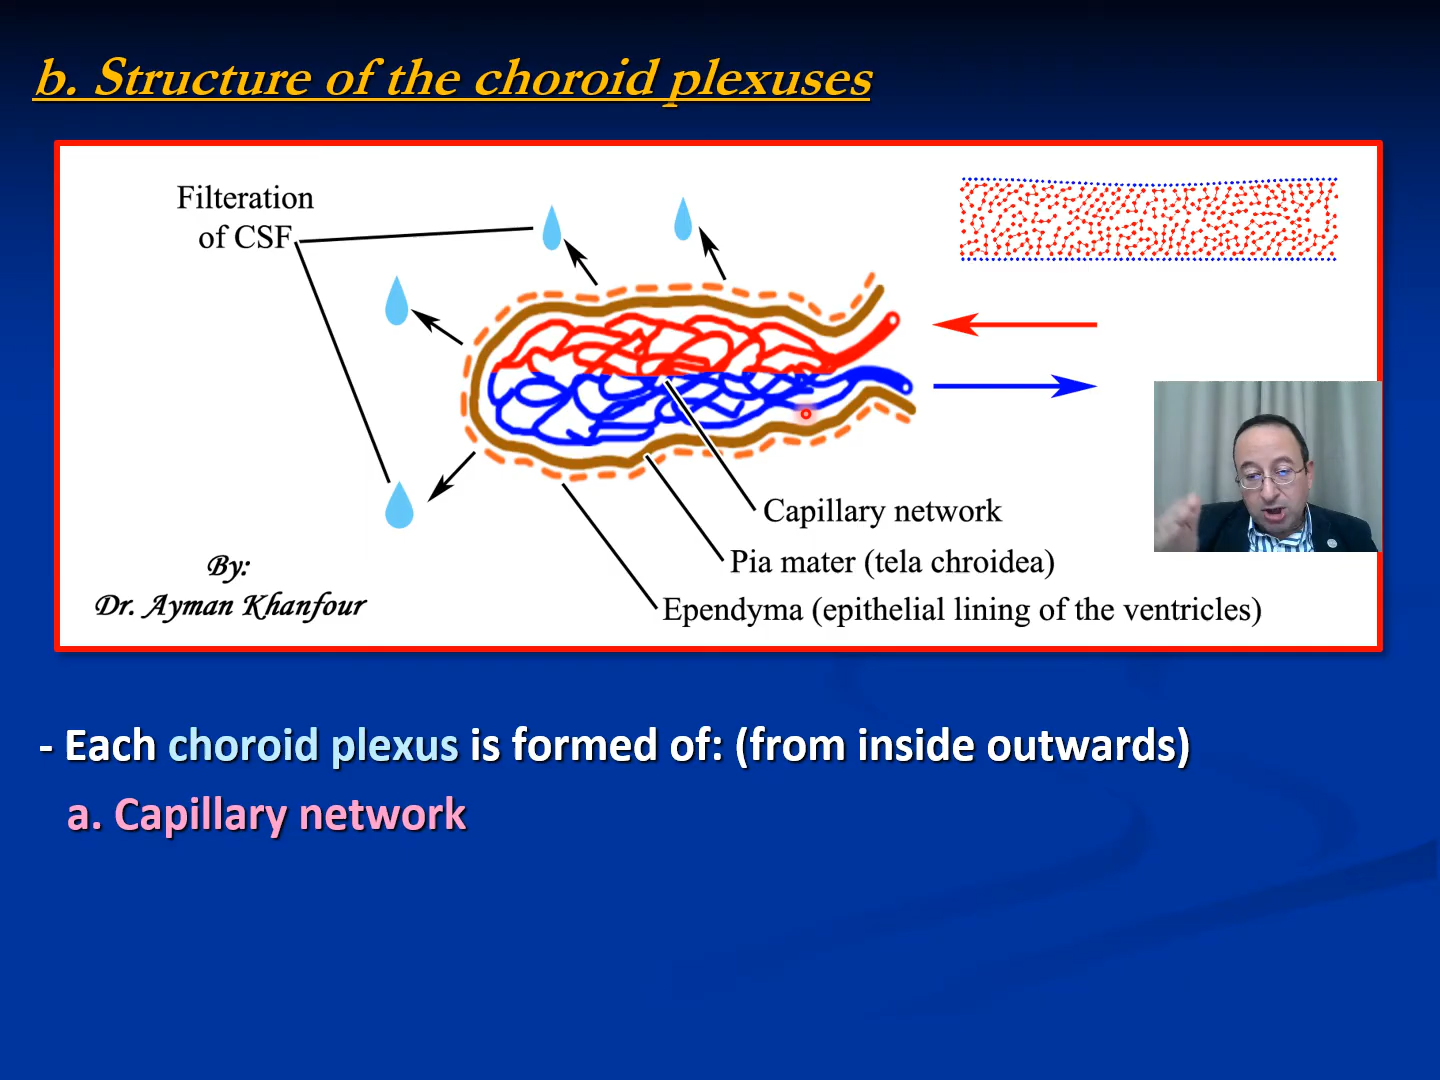 b. Structure of the choroid plexuses
Filteration
of CSF
Capillary network
Pia mater (tela chroidea)
Ependyma (epithelial lining of the ventricles)
By:
Dr. Ayman Khanfour
- Each choroid plexus is formed of: (from inside outwards)
a. Capillary network